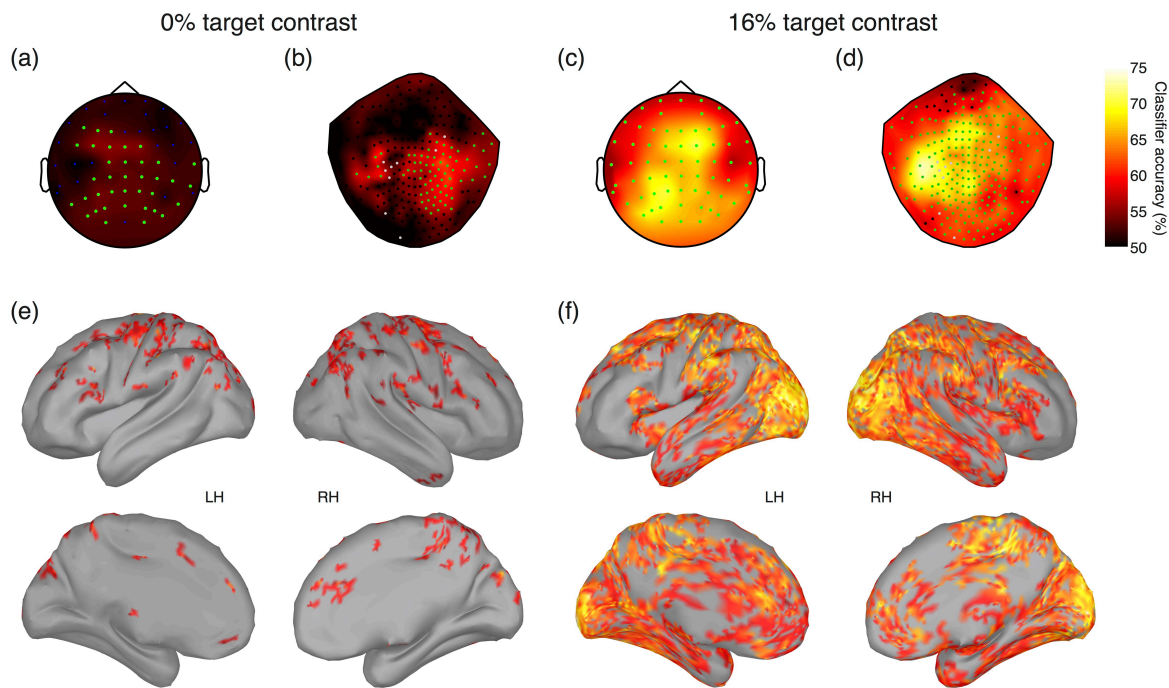 0% target contrast
16% target contrast
(a)
(b)
(c)
(d)
75
70
65
60
55
50
Classifier accuracy (%)
(e)
(f)
LH
RH
LH
RH